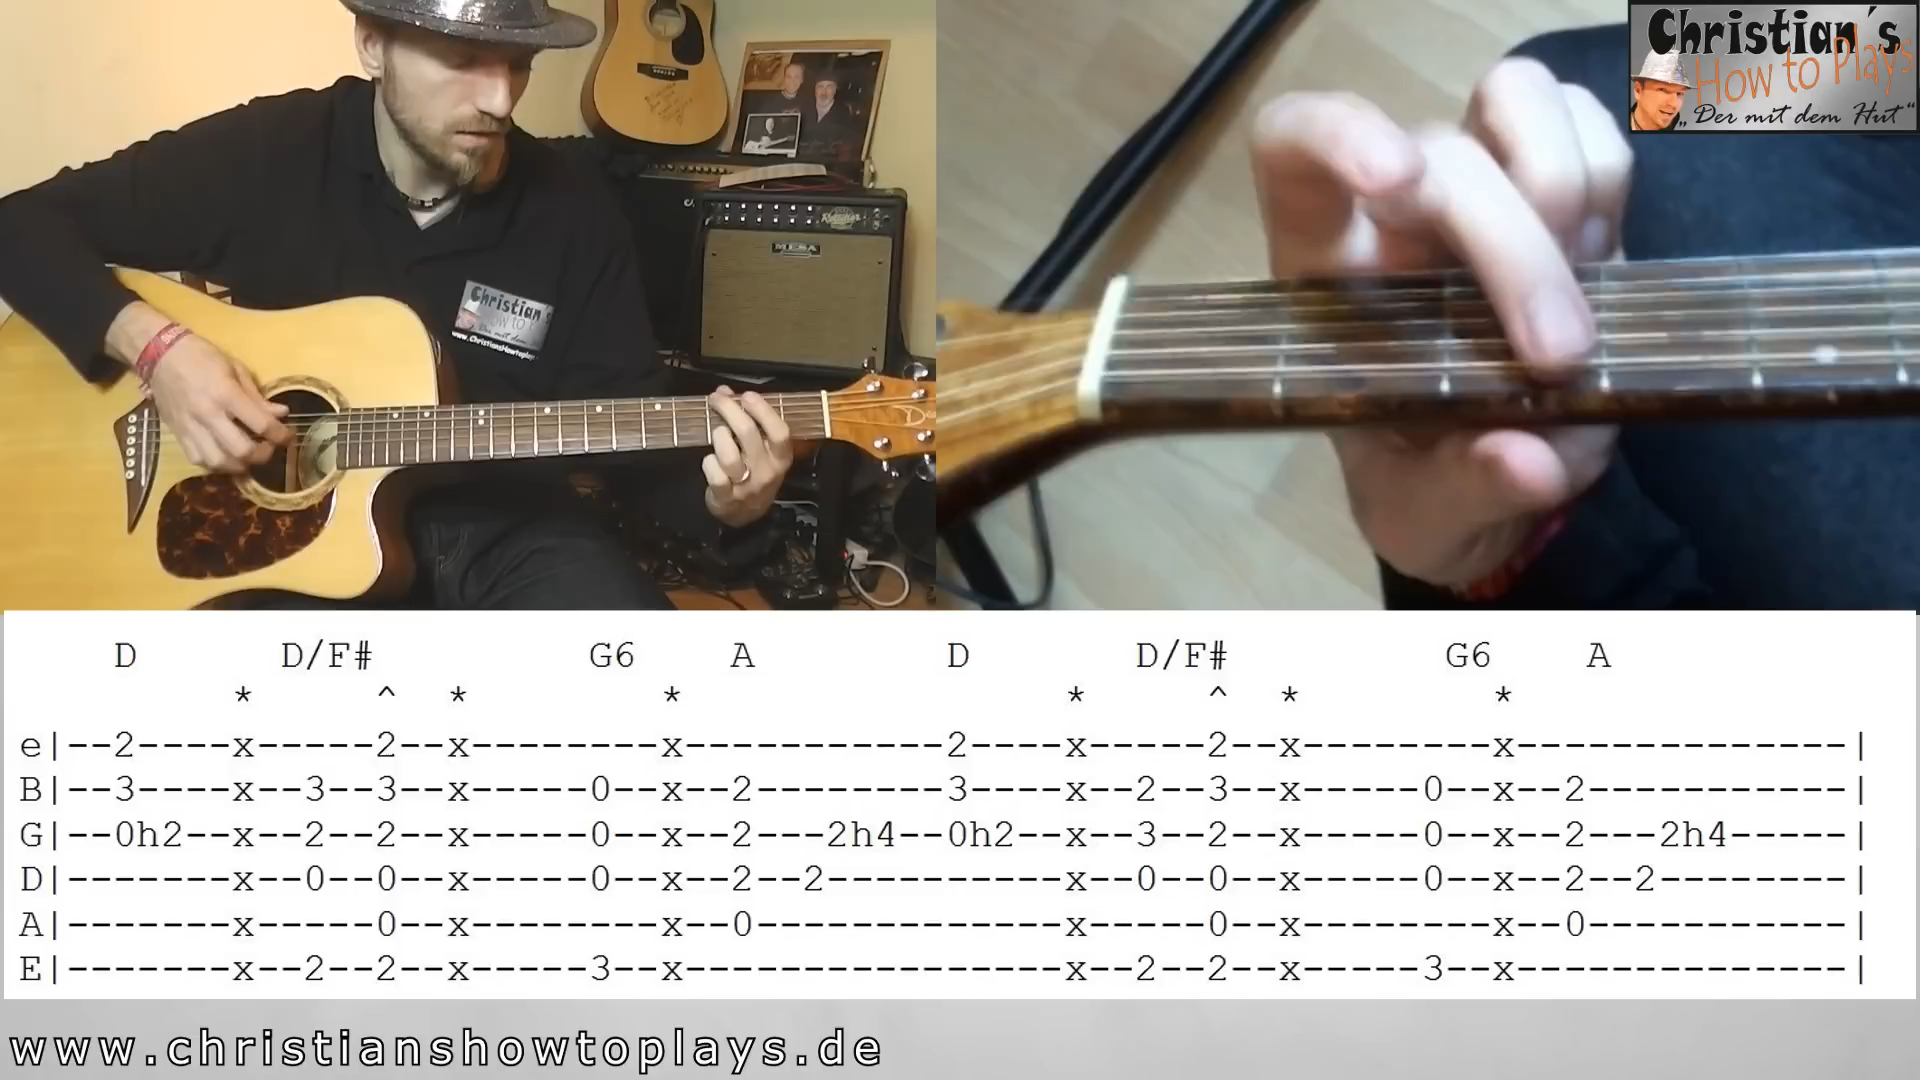 Christian´s
How to Plays
„Der mit dem Hut“
MESA
Christian´s
D D/F# G6 A D D/F# G6 A
* ^ * * * ^ * *
e|--2----x-----2--x--------x-----------2----x-----2--x--------x--------------|
B|--3----x--3--3--x-----0--x--2--------3----x--2--3--x-----0--x--2-----------|
G|--0h2--x--2--2--x-----0--x--2---2h4--0h2--x--3--2--x-----0--x--2---2h4-----|
D|-------x--0--0--x-----0--x--2--2----------x--0--0--x-----0--x--2--2--------|
A|-------x-----0--x--------x--0-------------x-----0--x--------x--0-----------|
E|-------x--2--2--x-----3--x----------------x--2--2--x-----3--x--------------|
www.christianshowtoplays.de